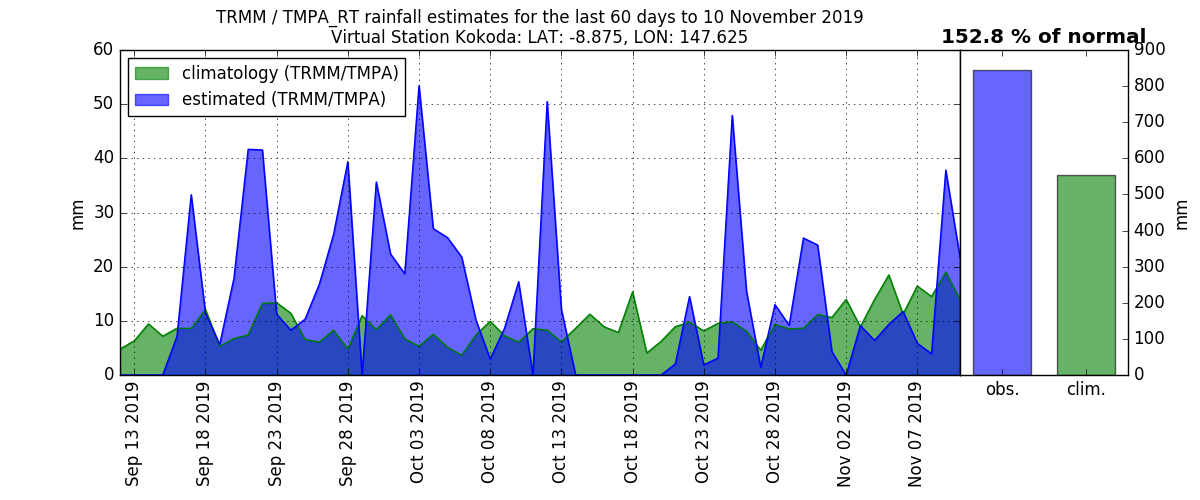 TRMM / TMPA_RT rainfall estimates for the last 60 days to 10 November 2019
Virtual Station Kokoda: LAT: -8.875, LON: 147.625
152.8 % of normal
climatology (TRMM/TMPA)
estimated (TRMM/TMPA)
60
50
40
30
20
10
0
mm
Sep 13 2019
Sep 18 2019
Sep 23 2019
Sep 28 2019
Oct 03 2019
Oct 08 2019
Oct 13 2019
Oct 18 2019
Oct 23 2019
Oct 28 2019
Nov 02 2019
Nov 07 2019
obs.
clim.
900
800
700
600
500
400
300
200
100
0
mm